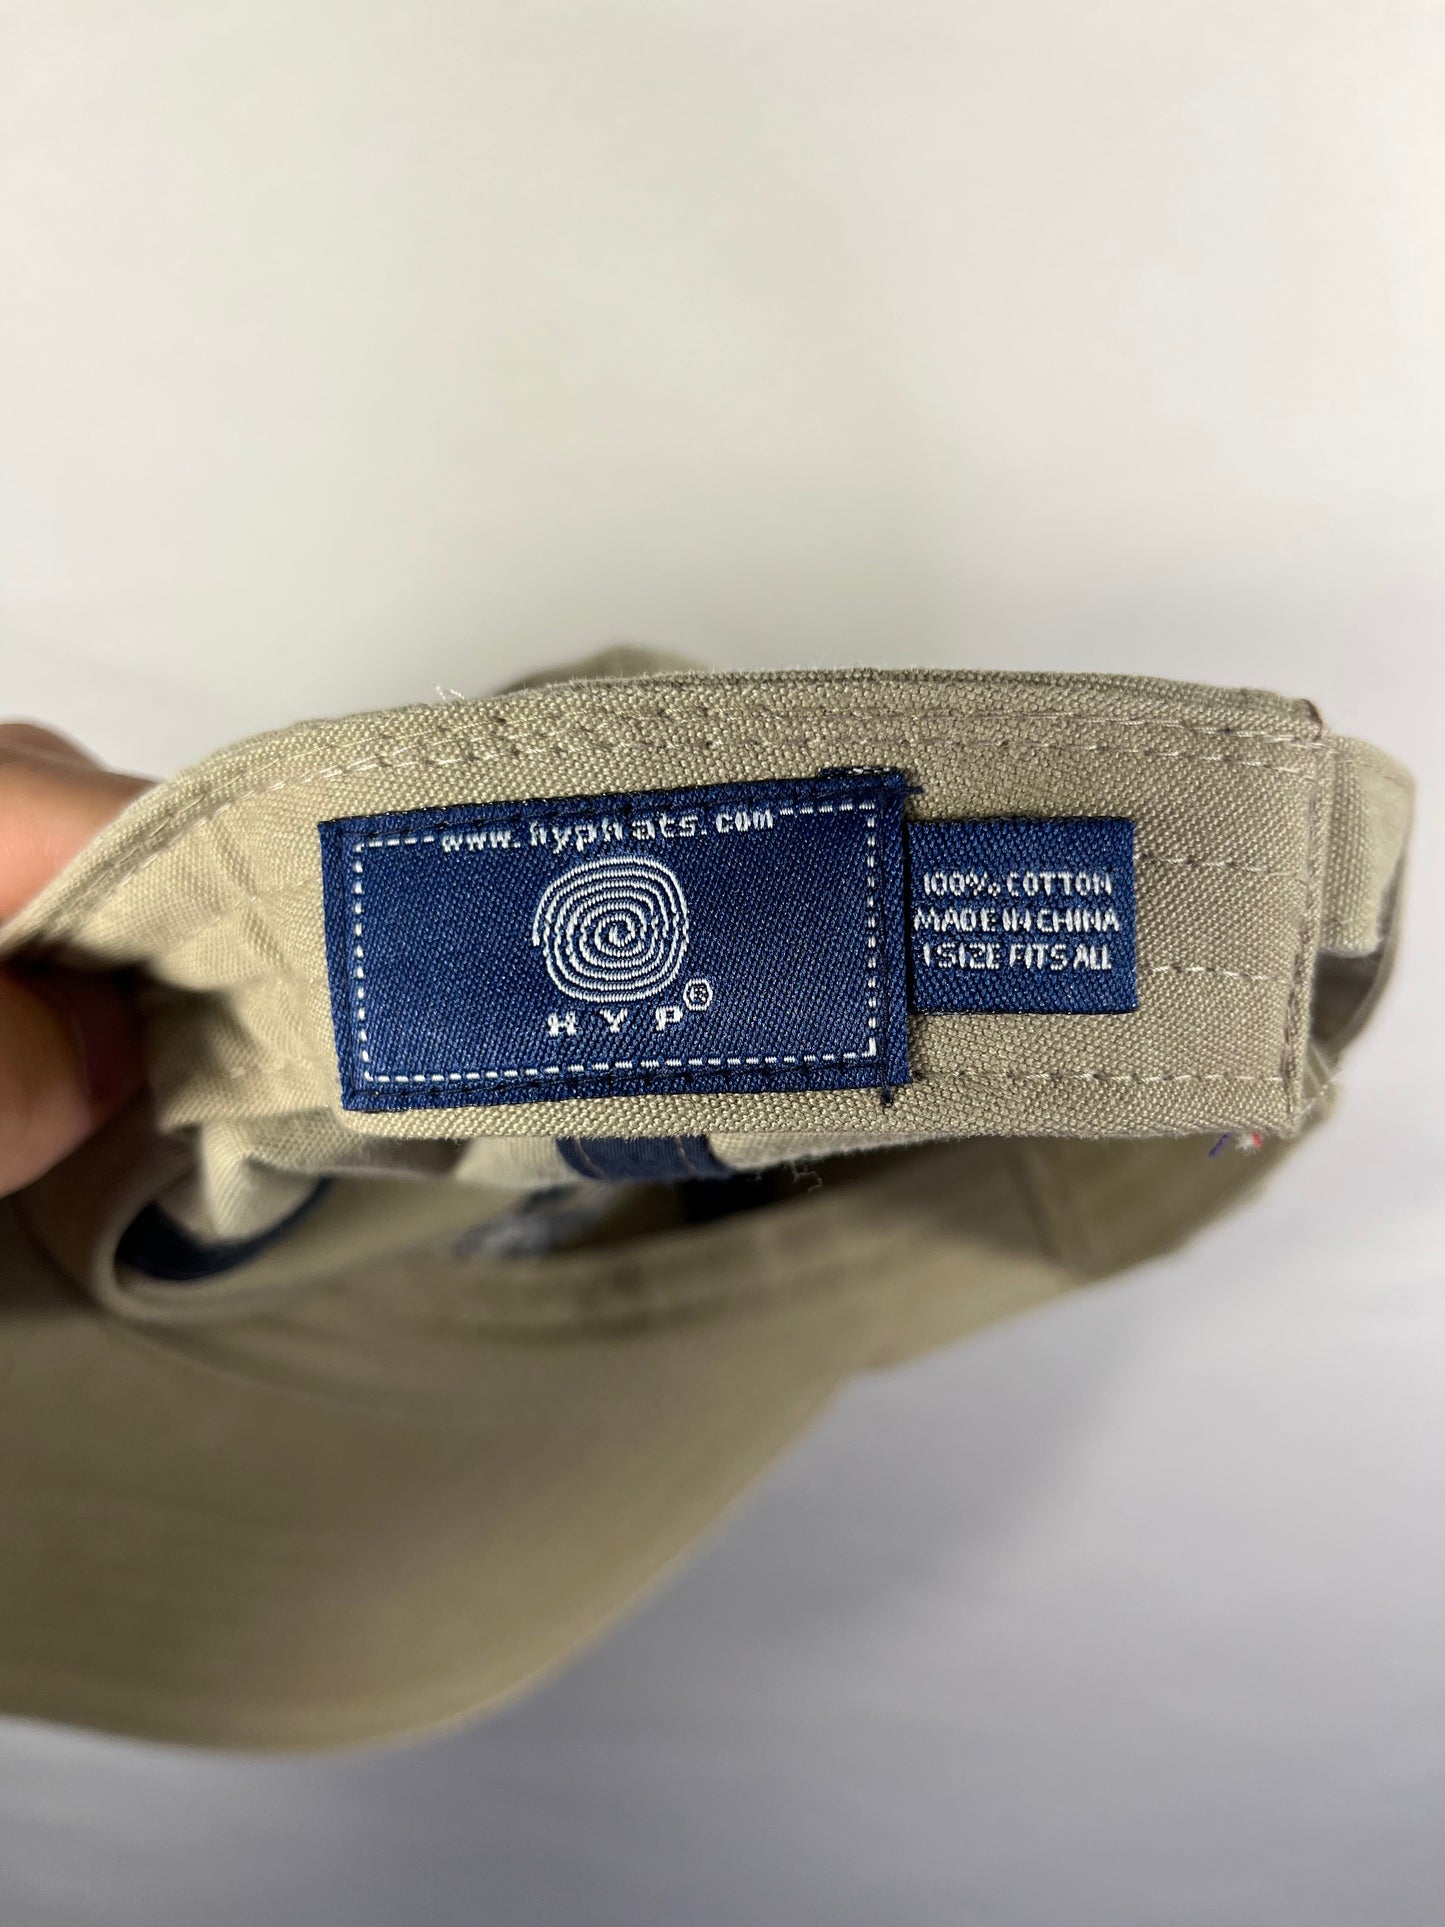 www.hyphats.com
HYP®
100% COTTON
MADE IN CHINA
1 SIZE FITS ALL